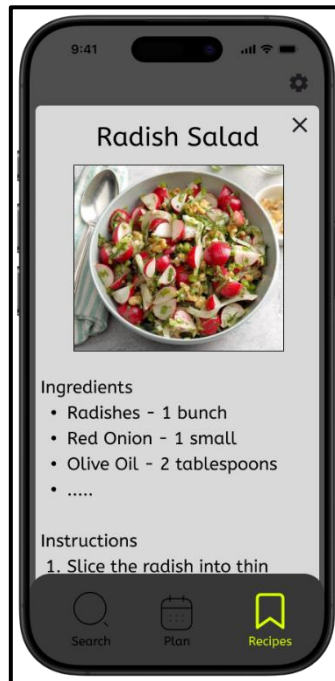 9:41
Radish Salad
Ingredients
• Radishes - 1 bunch
• Red Onion - 1 small
• Olive Oil - 2 tablespoons
• .....
Instructions
1. Slice the radish into thin
Search Plan Recipes